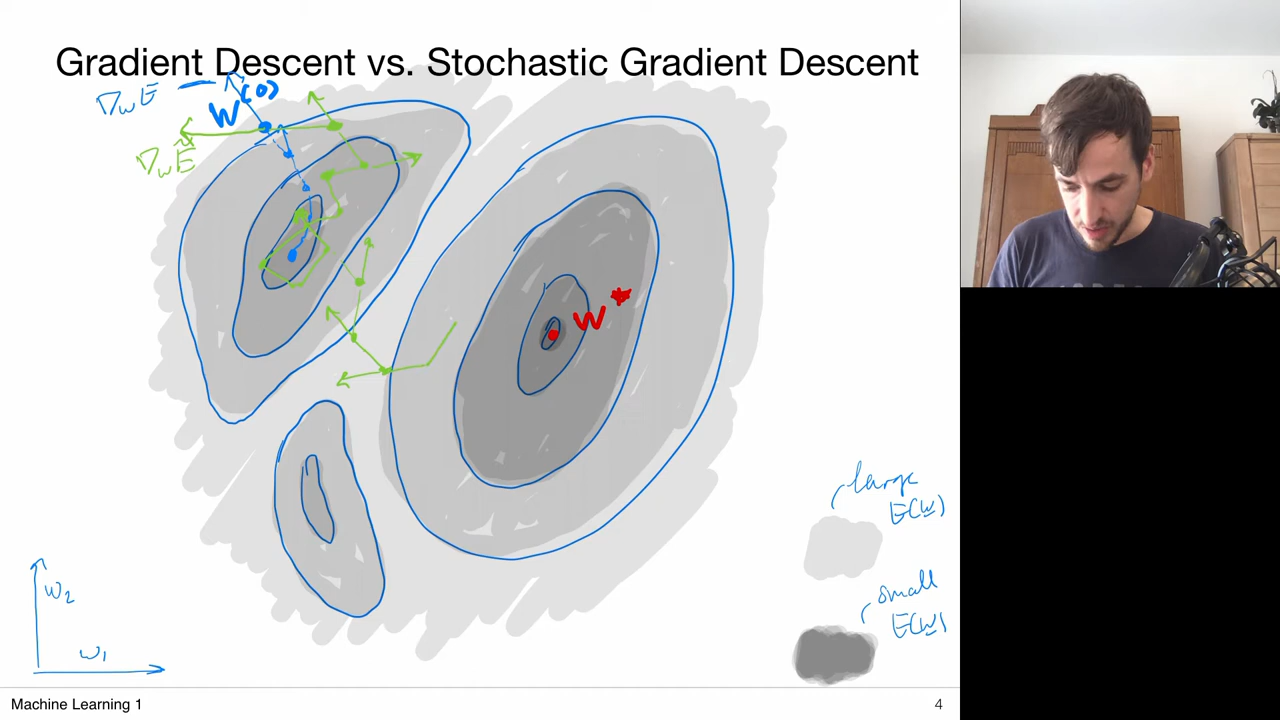 Gradient Descent vs. Stochastic Gradient Descent
∇wE
W(0)
∇wẼ
W*
large
E(w)
small
E(w)
w2
w1
Machine Learning 1
4